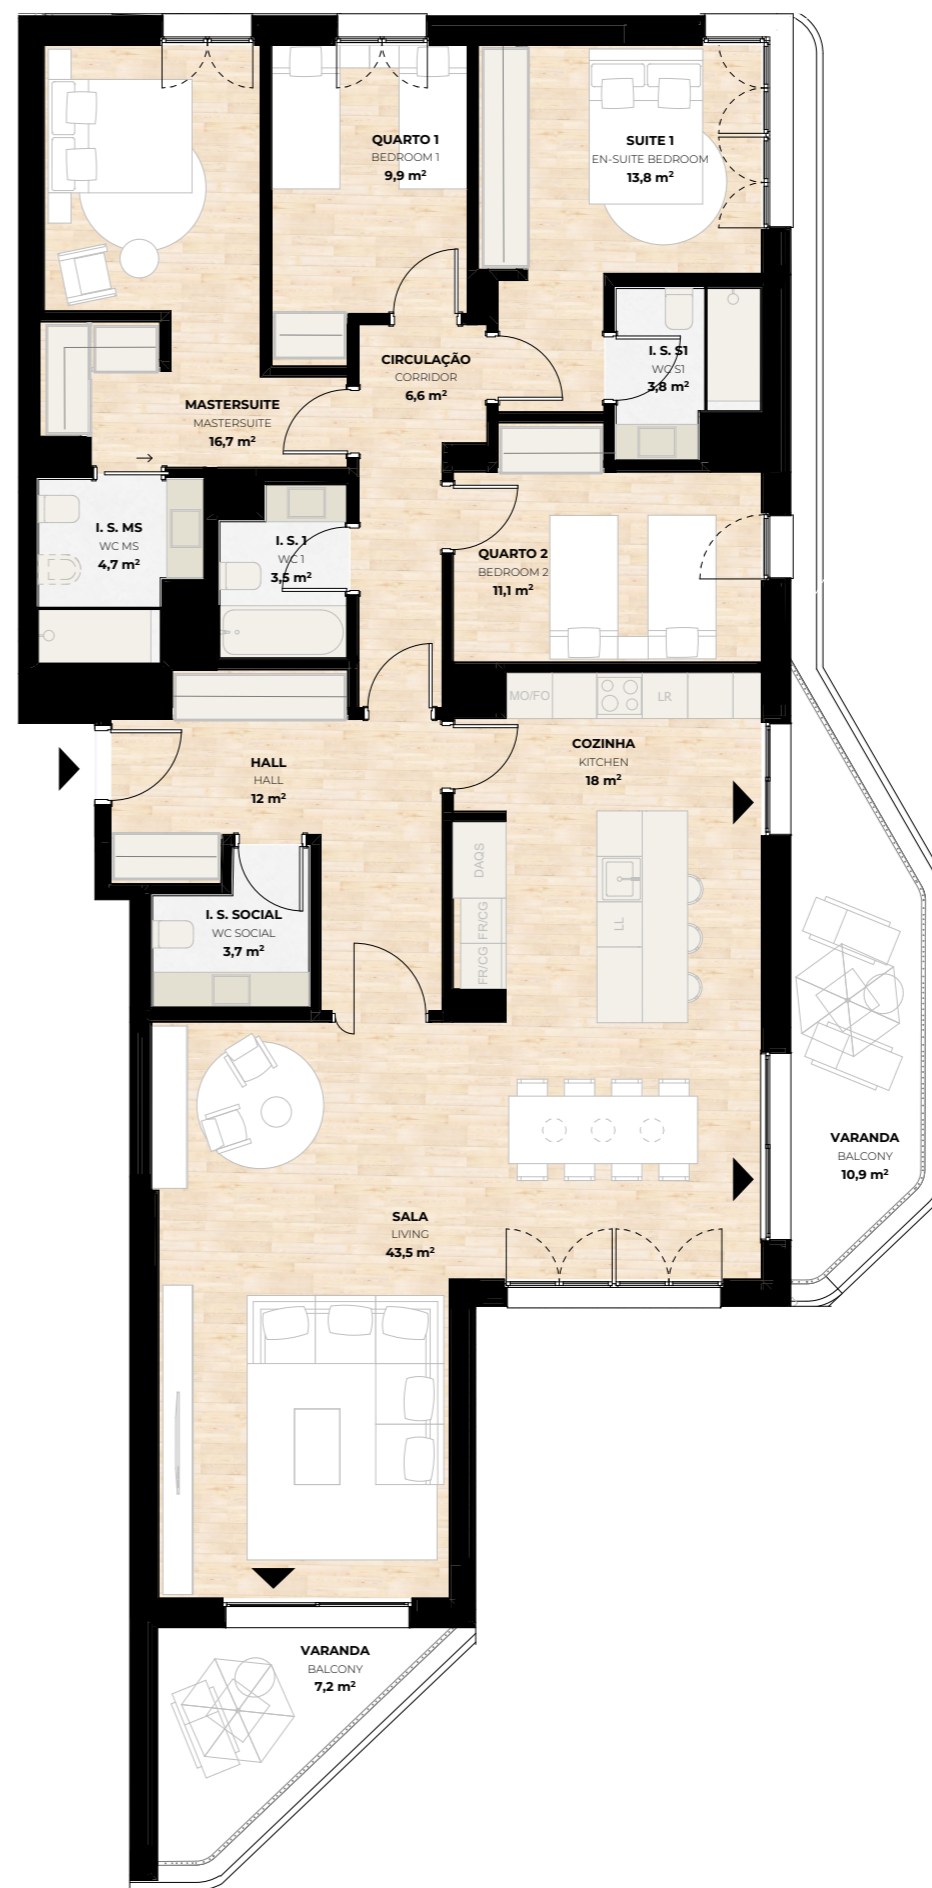 QUARTO 1
BEDROOM 1
9,9 m²
SUITE 1
EN-SUITE BEDROOM
13,8 m²
CIRCULAÇÃO
CORRIDOR
6,6 m²
I. S. S1
WC S1
3,8 m²
MASTERSUITE
MASTERSUITE
16,7 m²
I. S. MS
WC MS
4,7 m²
I. S. 1
WC 1
3,5 m²
QUARTO 2
BEDROOM 2
11,1 m²
MO/FO
LR
HALL
HALL
12 m²
COZINHA
KITCHEN
18 m²
DAQS
FR/CG
FR/CG
LL
I. S. SOCIAL
WC SOCIAL
3,7 m²
VARANDA
BALCONY
10,9 m²
SALA
LIVING
43,5 m²
VARANDA
BALCONY
7,2 m²